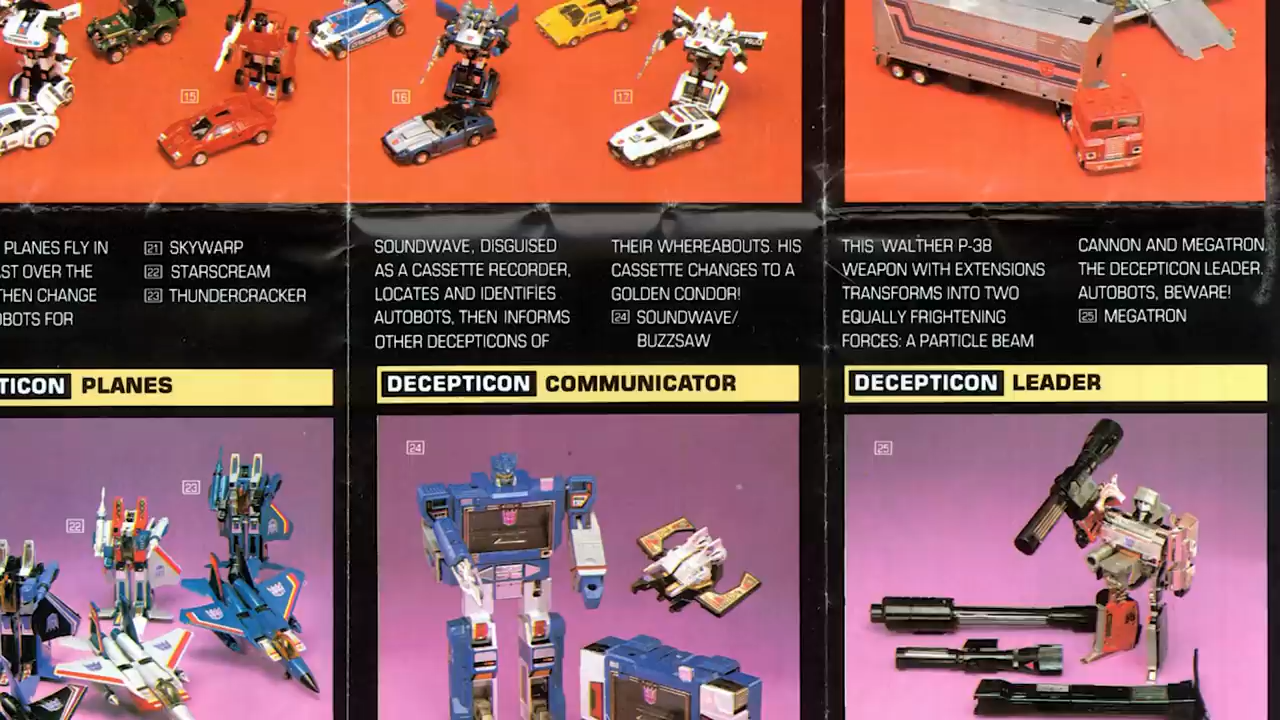 15
16
17
PLANES FLY IN
AST OVER THE
THEN CHANGE
OBOTS FOR
21 SKYWARP
22 STARSCREAM
23 THUNDERCRACKER
SOUNDWAVE, DISGUISED
AS A CASSETTE RECORDER,
LOCATES AND IDENTIFIES
AUTOBOTS, THEN INFORMS
OTHER DECEPTICONS OF
THEIR WHEREABOUTS. HIS
CASSETTE CHANGES TO A
GOLDEN CONDOR!
24 SOUNDWAVE/
BUZZSAW
THIS WALTHER P-38
WEAPON WITH EXTENSIONS
TRANSFORMS INTO TWO
EQUALLY FRIGHTENING
FORCES: A PARTICLE BEAM
CANNON AND MEGATRON,
THE DECEPTICON LEADER.
AUTOBOTS, BEWARE!
25 MEGATRON
TICON PLANES
DECEPTICON COMMUNICATOR
DECEPTICON LEADER
22
23
24
25